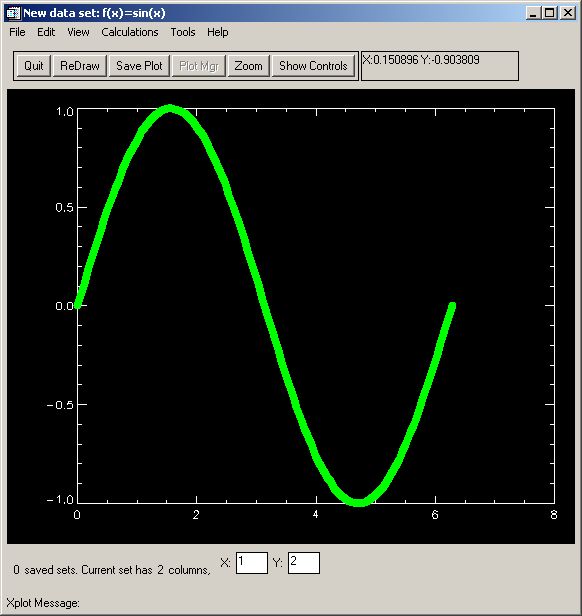 New data set: f(x)=sin(x)
File Edit View Calculations Tools Help
Quit ReDraw Save Plot Plot Mgr Zoom Show Controls X:0.150896 Y:-0.903809
1.0
0.5
0.0
-0.5
-1.0
0 2 4 6 8
0 saved sets. Current set has 2 columns, X: 1 Y: 2
Xplot Message: